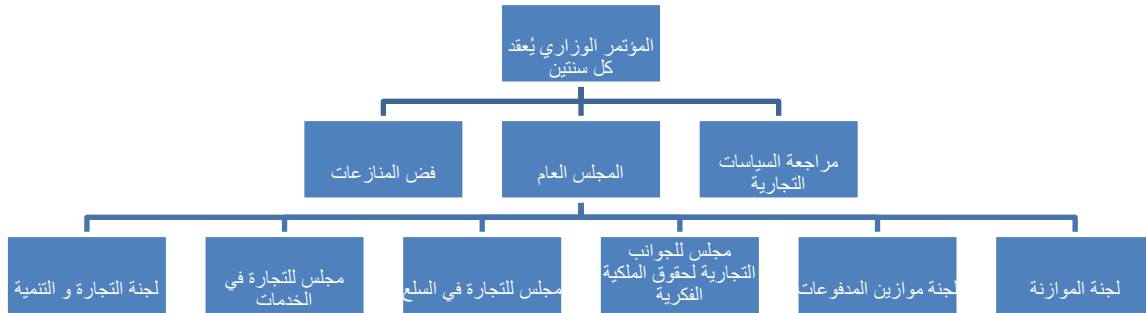 المؤتمر الوزاري يُعقد
كل سنتين
مراجعة السياسات
التجارية
المجلس العام
فض المنازعات
لجنة الموازنة
لجنة موازين المدفوعات
مجلس للجوانب
التجارية لحقوق الملكية
الفكرية
مجلس للتجارة في السلع
مجلس للتجارة في
الخدمات
لجنة التجارة و التنمية